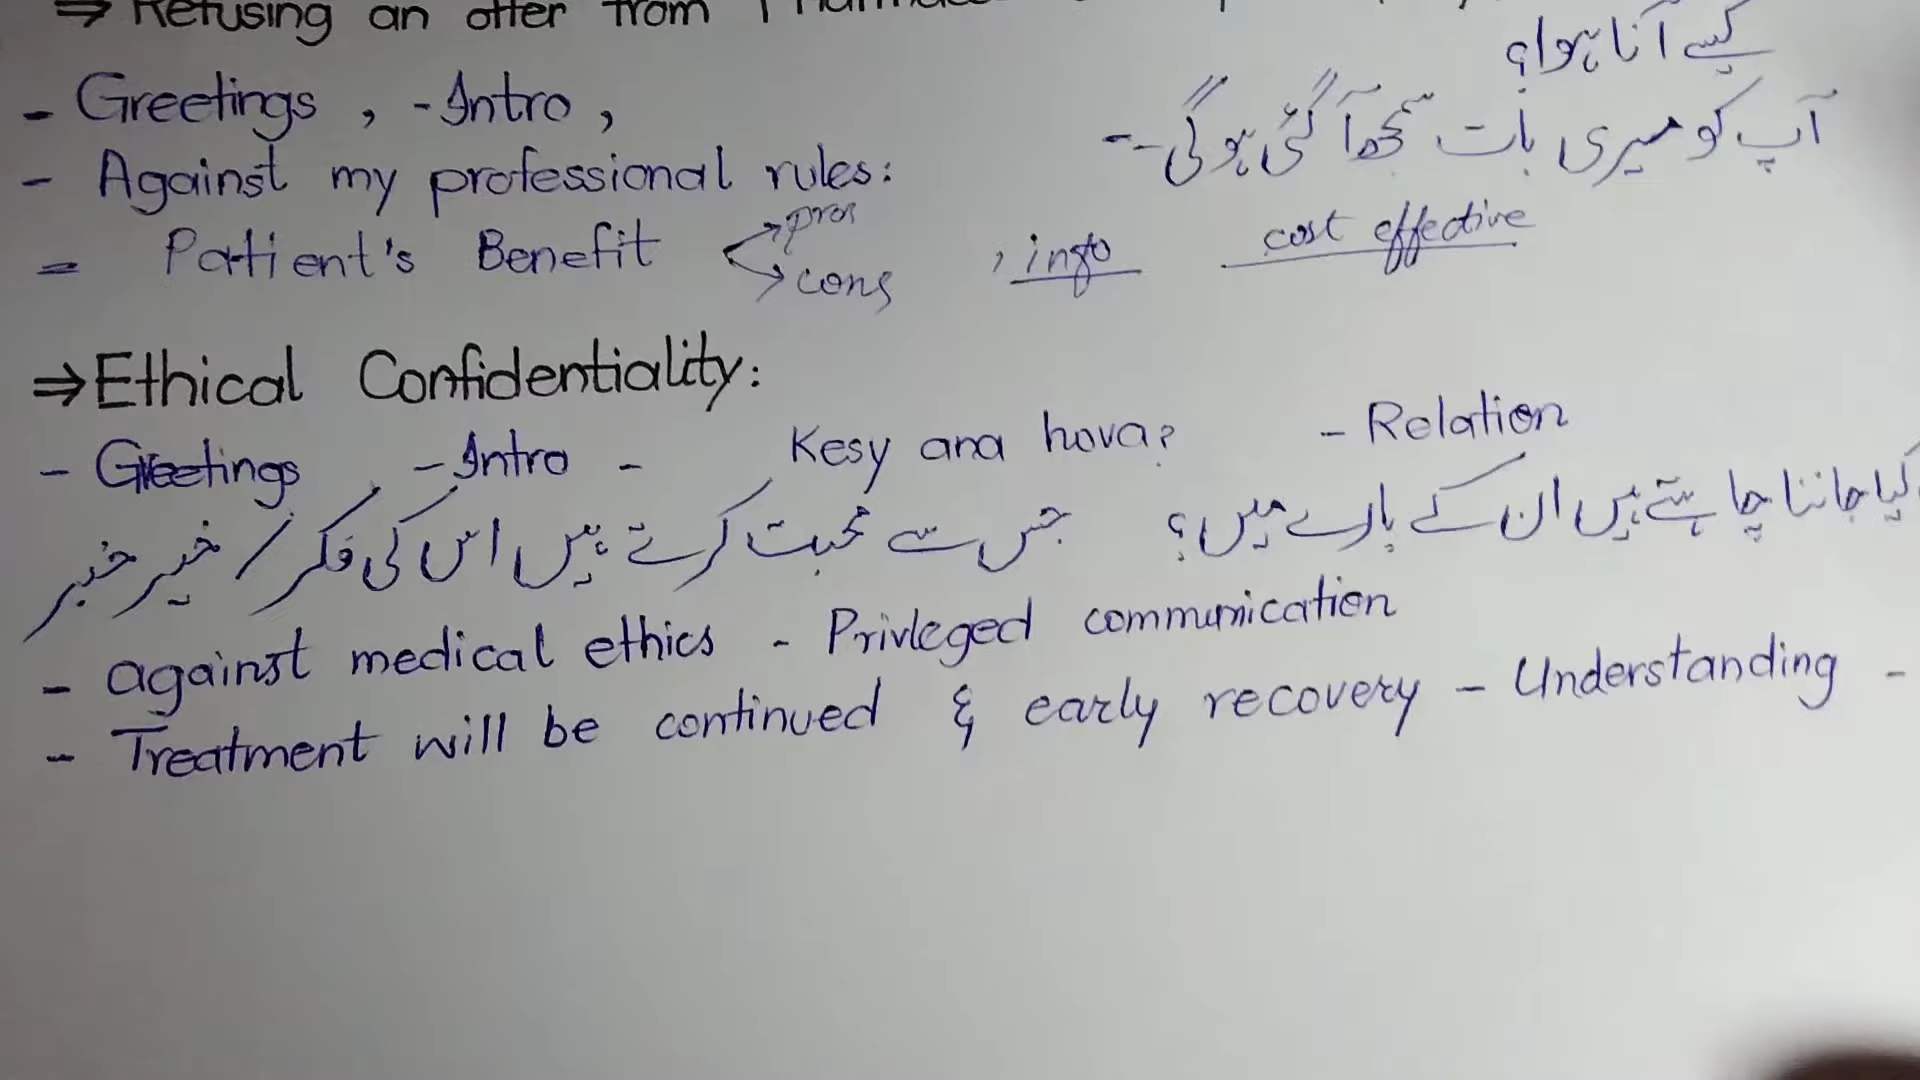 ⇒ Refusing an offer from
کیسے آنا ہوا؟
- Greetings , - Intro ,
آپ کو میری بات سمجھ آ گئی ہو گی --
- Against my professional rules:
= Patient's Benefit pros cons , info cost effective
⇒ Ethical Confidentiality:
- Greetings - Intro - Kesy ana hova? - Relation
کیا جاننا چاہتے ہیں ان کے بارے میں؟ جس سے محبت کرتے ہیں اس کی فکر / خیر خبر
- against medical ethics - Privleged communication
- Treatment will be continued & early recovery - Understanding -